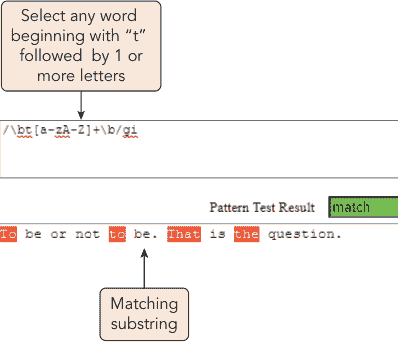 Select any word
beginning with “t”
followed by 1 or
more letters
/\bt[a-zA-Z]+\b/gi
Pattern Test Result match
To be or not to be. That is the question.
Matching
substring